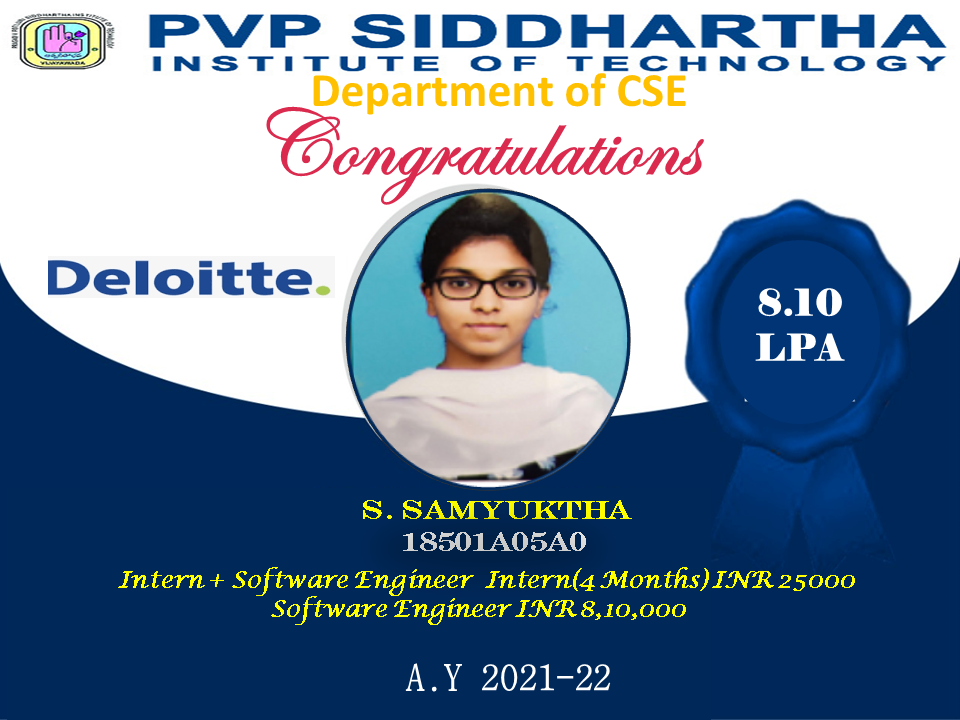 PVP SIDDHARTHA
INSTITUTE OF TECHNOLOGY
VIJAYAWADA
Department of CSE
Congratulations
Deloitte.
8.10
LPA
S. SAMYUKTHA
18501A05A0
Intern + Software Engineer Intern(4 Months) INR 25000
Software Engineer INR 8,10,000
A.Y 2021-22